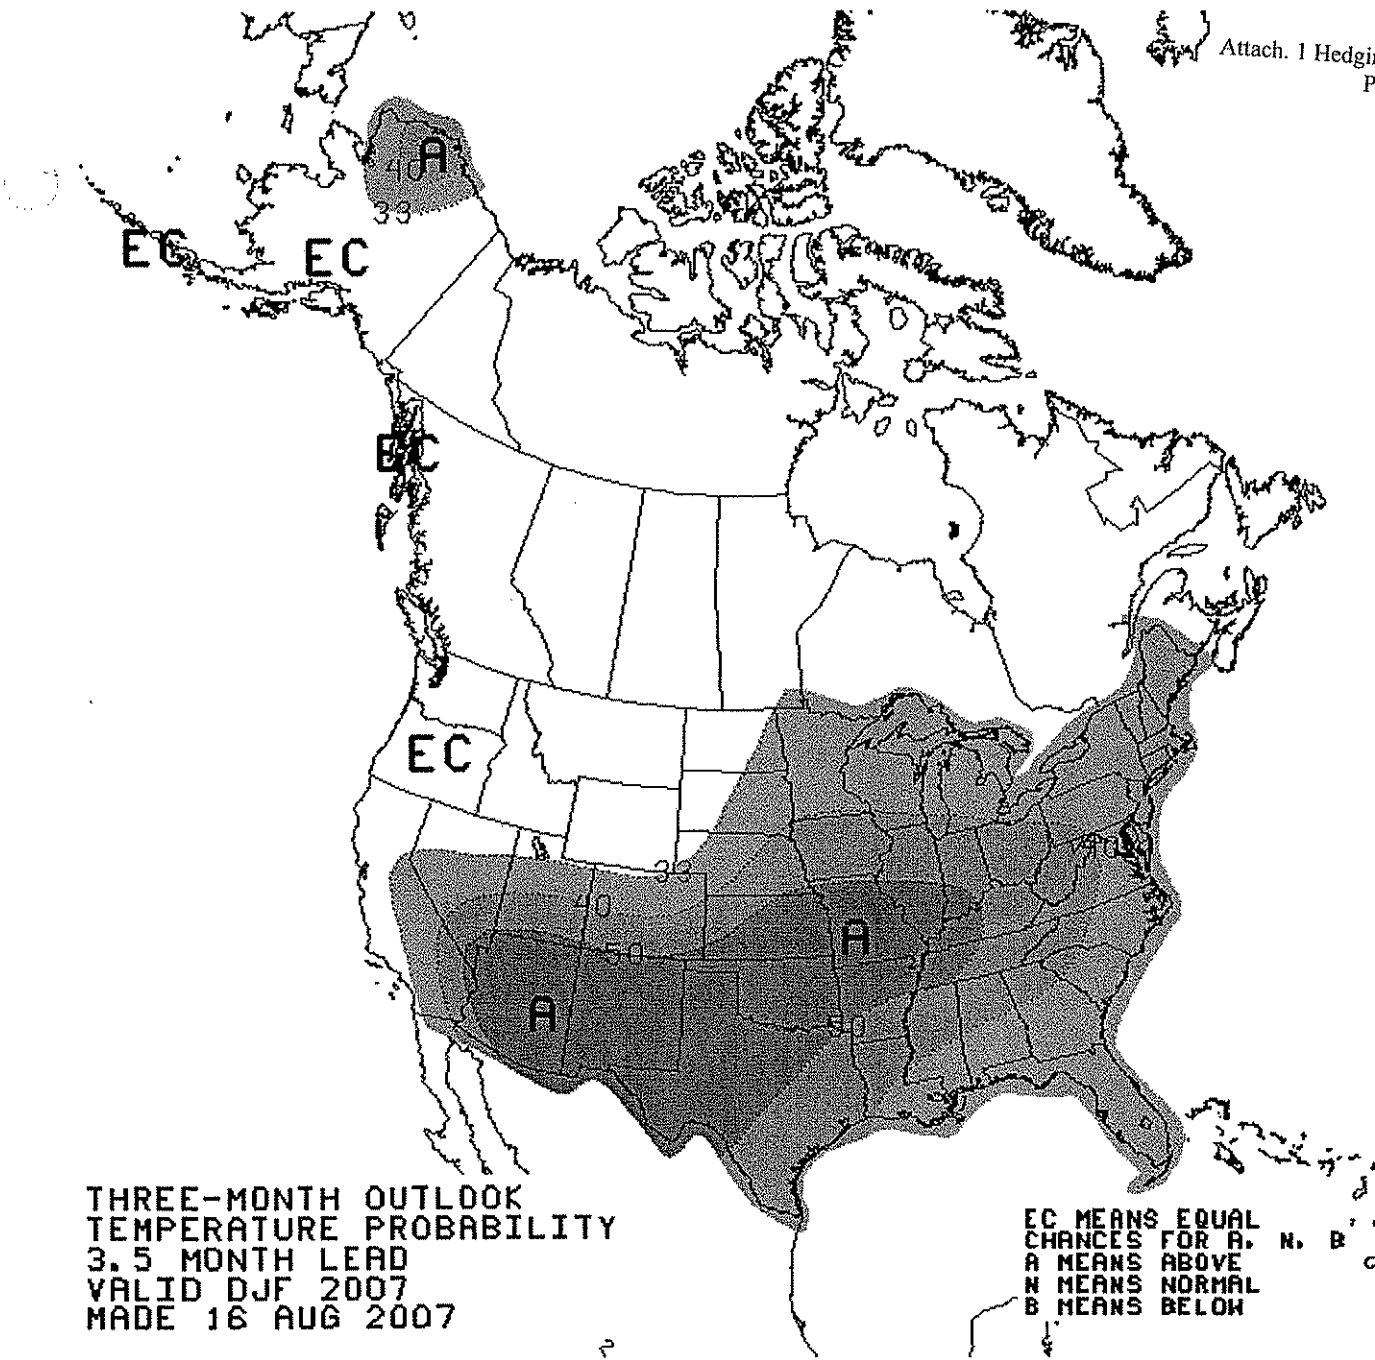 Attach. 1 Hedgin
P
A
40
33
EC
EC
EC
EC
33
40
40
50
A
A
50
THREE-MONTH OUTLOOK
TEMPERATURE PROBABILITY
3.5 MONTH LEAD
VALID DJF 2007
MADE 16 AUG 2007
EC MEANS EQUAL
CHANCES FOR A, N, B
A MEANS ABOVE
N MEANS NORMAL
B MEANS BELOW